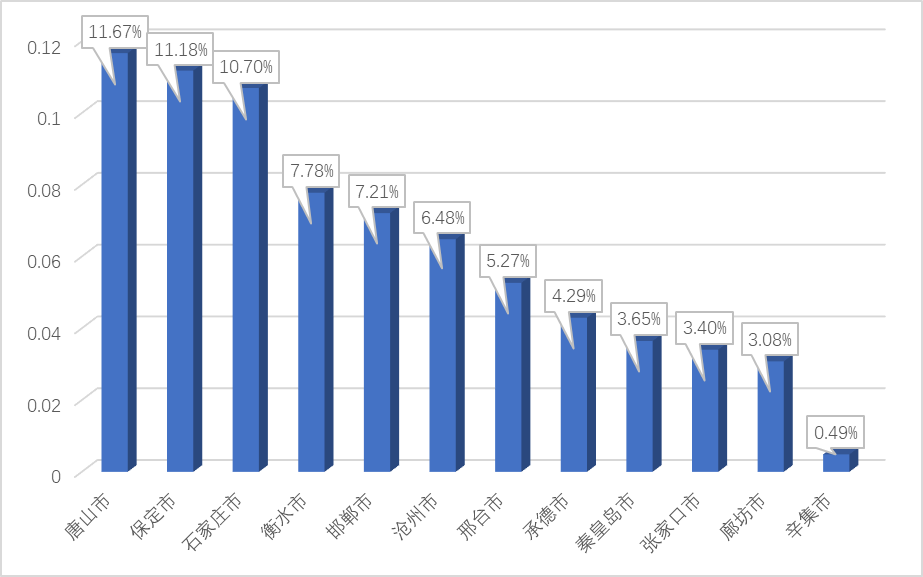 11.67%
11.18%
10.70%
7.78%
7.21%
6.48%
5.27%
4.29%
3.65%
3.40%
3.08%
0.49%
0.12
0.1
0.08
0.06
0.04
0.02
0
唐山市
保定市
石家庄市
衡水市
邯郸市
沧州市
邢台市
承德市
秦皇岛市
张家口市
廊坊市
辛集市